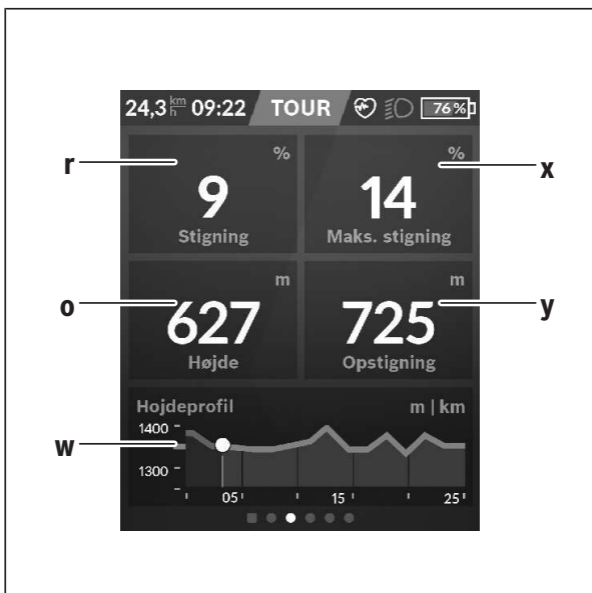 24,3 km/h 09:22 TOUR 76 %
r % % x
9 14
Stigning Maks. stigning
o m m y
627 725
Højde Opstigning
Hojdeprofil m | km
1400
w
1300
05 15 25